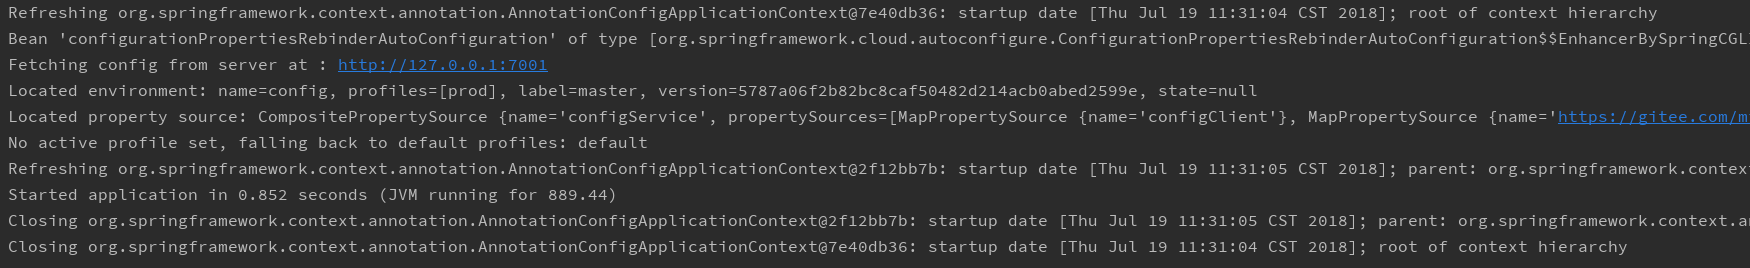 Refreshing org.springframework.context.annotation.AnnotationConfigApplicationContext@7e40db36: startup date [Thu Jul 19 11:31:04 CST 2018]; root of context hierarchy
Bean 'configurationPropertiesRebinderAutoConfiguration' of type [org.springframework.cloud.autoconfigure.ConfigurationPropertiesRebinderAutoConfiguration$$EnhancerBySpringCGL
Fetching config from server at : http://127.0.0.1:7001
Located environment: name=config, profiles=[prod], label=master, version=5787a06f2b82bc8caf50482d214acb0abed2599e, state=null
Located property source: CompositePropertySource {name='configService', propertySources=[MapPropertySource {name='configClient'}, MapPropertySource {name='https://gitee.com/m
No active profile set, falling back to default profiles: default
Refreshing org.springframework.context.annotation.AnnotationConfigApplicationContext@2f12bb7b: startup date [Thu Jul 19 11:31:05 CST 2018]; parent: org.springframework.context
Started application in 0.852 seconds (JVM running for 889.44)
Closing org.springframework.context.annotation.AnnotationConfigApplicationContext@2f12bb7b: startup date [Thu Jul 19 11:31:05 CST 2018]; parent: org.springframework.context.an
Closing org.springframework.context.annotation.AnnotationConfigApplicationContext@7e40db36: startup date [Thu Jul 19 11:31:04 CST 2018]; root of context hierarchy